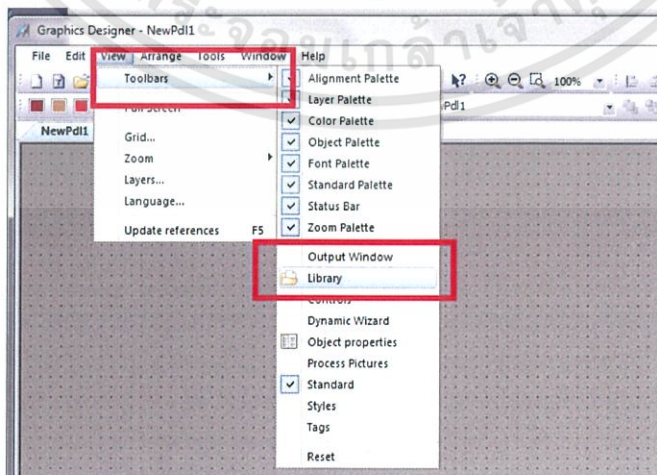 Graphics Designer - NewPdl1
File Edit View Arrange Tools Window Help
Toolbars
Full Screen
Grid...
Zoom
Layers...
Language...
Update references F5
Alignment Palette
Layer Palette
Color Palette
Object Palette
Font Palette
Standard Palette
Status Bar
Zoom Palette
Output Window
Library
Controls
Dynamic Wizard
Object properties
Process Pictures
Standard
Styles
Tags
Reset
100%
Pdl1
NewPdl1